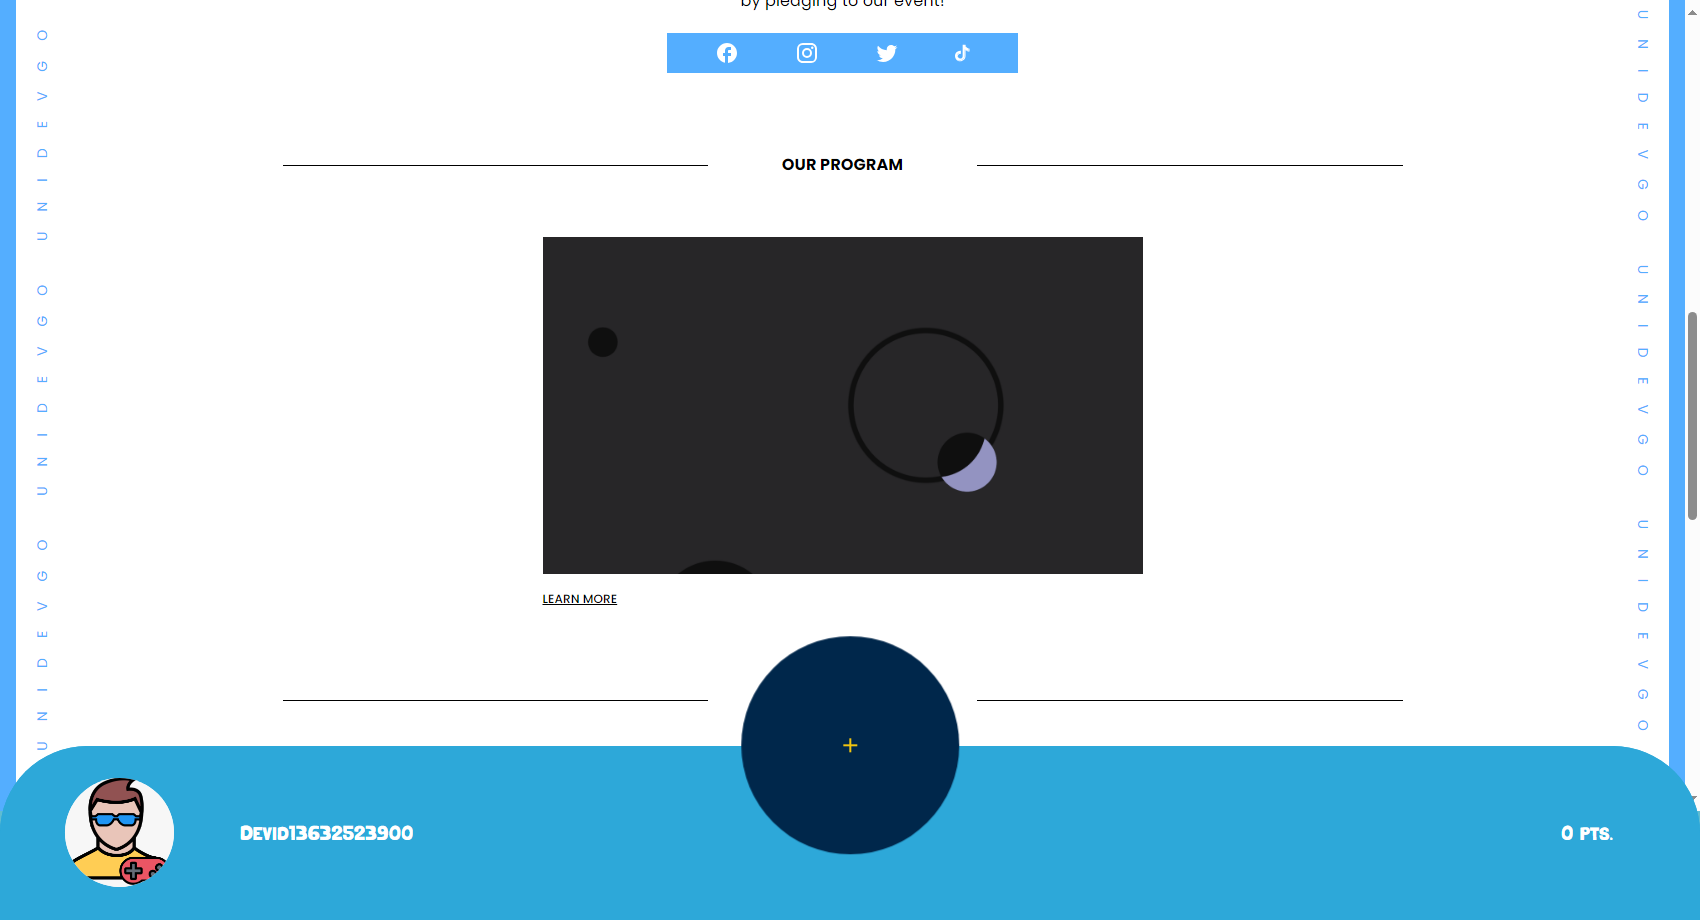 by pledging to our event!
OUR PROGRAM
LEARN MORE
UNIDEVGO UNIDEVGO UNIDEVGO
UNIDEVGO UNIDEVGO UNIDEVGO
+
Devid13632523900
0 PTS.